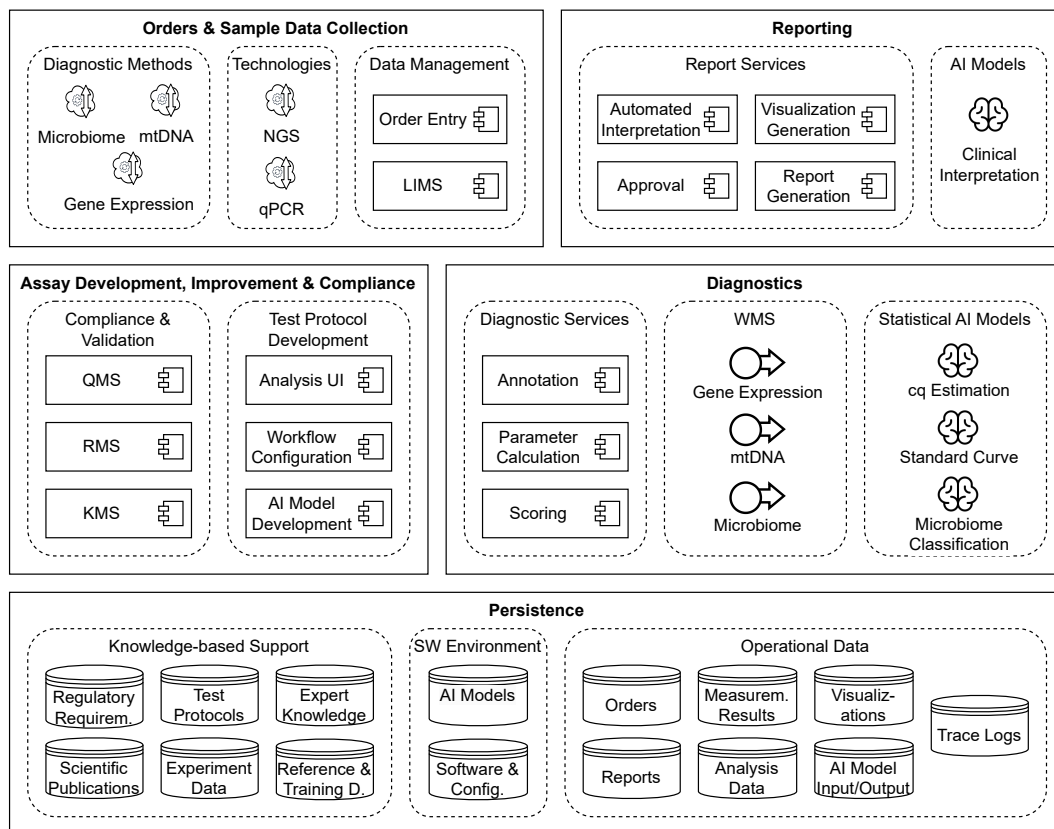 Orders & Sample Data Collection
Diagnostic Methods
Microbiome
mtDNA
Gene Expression
Technologies
NGS
qPCR
Data Management
Order Entry
LIMS
Reporting
Report Services
Automated
Interpretation
Visualization
Generation
Approval
Report
Generation
AI Models
Clinical
Interpretation
Assay Development, Improvement & Compliance
Compliance &
Validation
QMS
RMS
KMS
Test Protocol
Development
Analysis UI
Workflow
Configuration
AI Model
Development
Diagnostics
Diagnostic Services
Annotation
Parameter
Calculation
Scoring
WMS
Gene Expression
mtDNA
Microbiome
Statistical AI Models
cq Estimation
Standard Curve
Microbiome
Classification
Persistence
Knowledge-based Support
Regulatory
Requirem.
Test
Protocols
Expert
Knowledge
Scientific
Publications
Experiment
Data
Reference &
Training D.
SW Environment
AI Models
Software &
Config.
Operational Data
Orders
Measurem.
Results
Visualiz-
ations
Reports
Analysis
Data
AI Model
Input/Output
Trace Logs